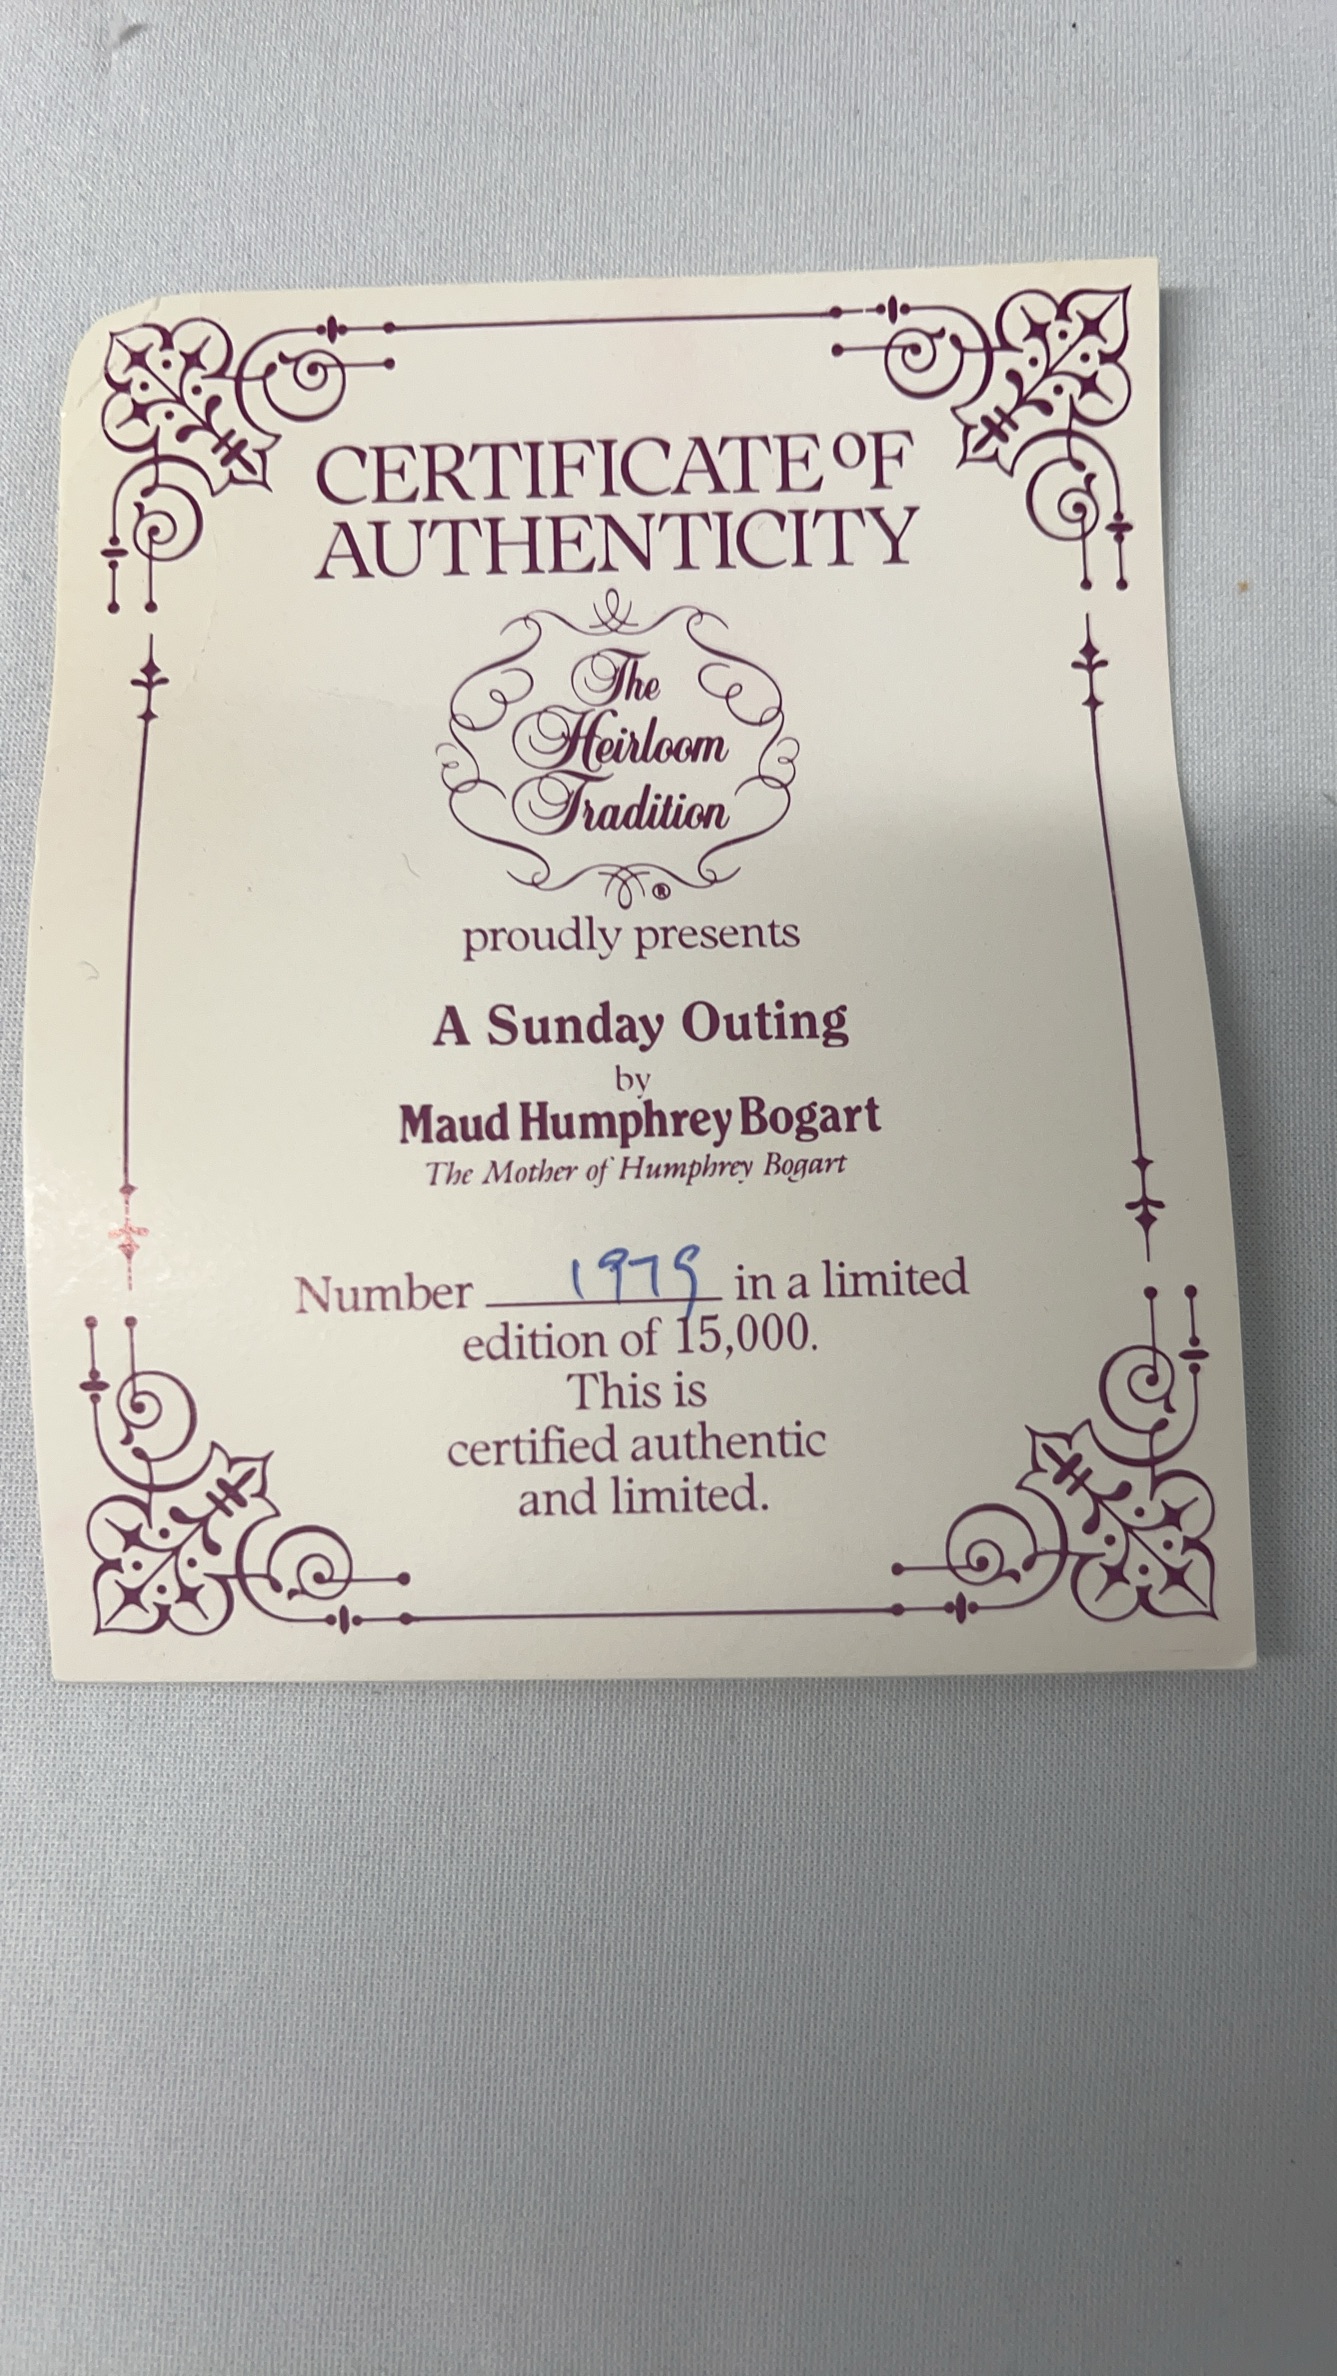 CERTIFICATE OF
AUTHENTICITY
The
Heirloom
Tradition
®
proudly presents
A Sunday Outing
by
Maud Humphrey Bogart
The Mother of Humphrey Bogart
Number 1979 in a limited
edition of 15,000.
This is
certified authentic
and limited.